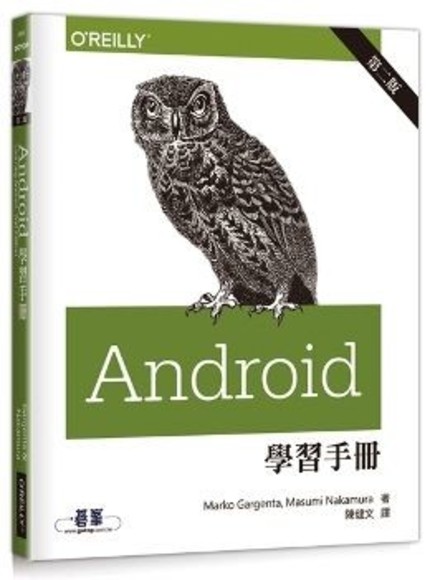 O'REILLY®
第二版
Android
學習手冊
Marko Gargenta, Masumi Nakamura 著
陳健文 譯
碁峯
www.gotop.com.tw
Android
學習手冊
Gargenta &
Nakamura
O'REILLY®